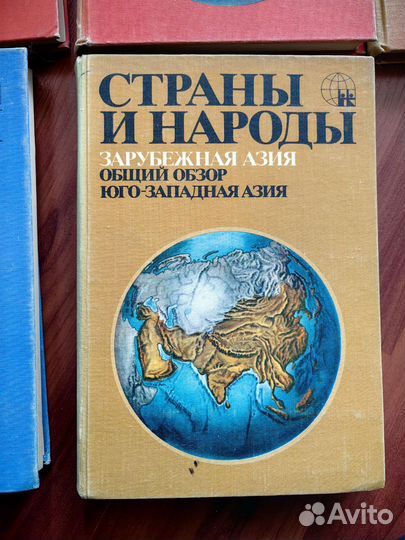 СТРАНЫ
И НАРОДЫ
ЗАРУБЕЖНАЯ АЗИЯ
ОБЩИЙ ОБЗОР
ЮГО-ЗАПАДНАЯ АЗИЯ
Avito